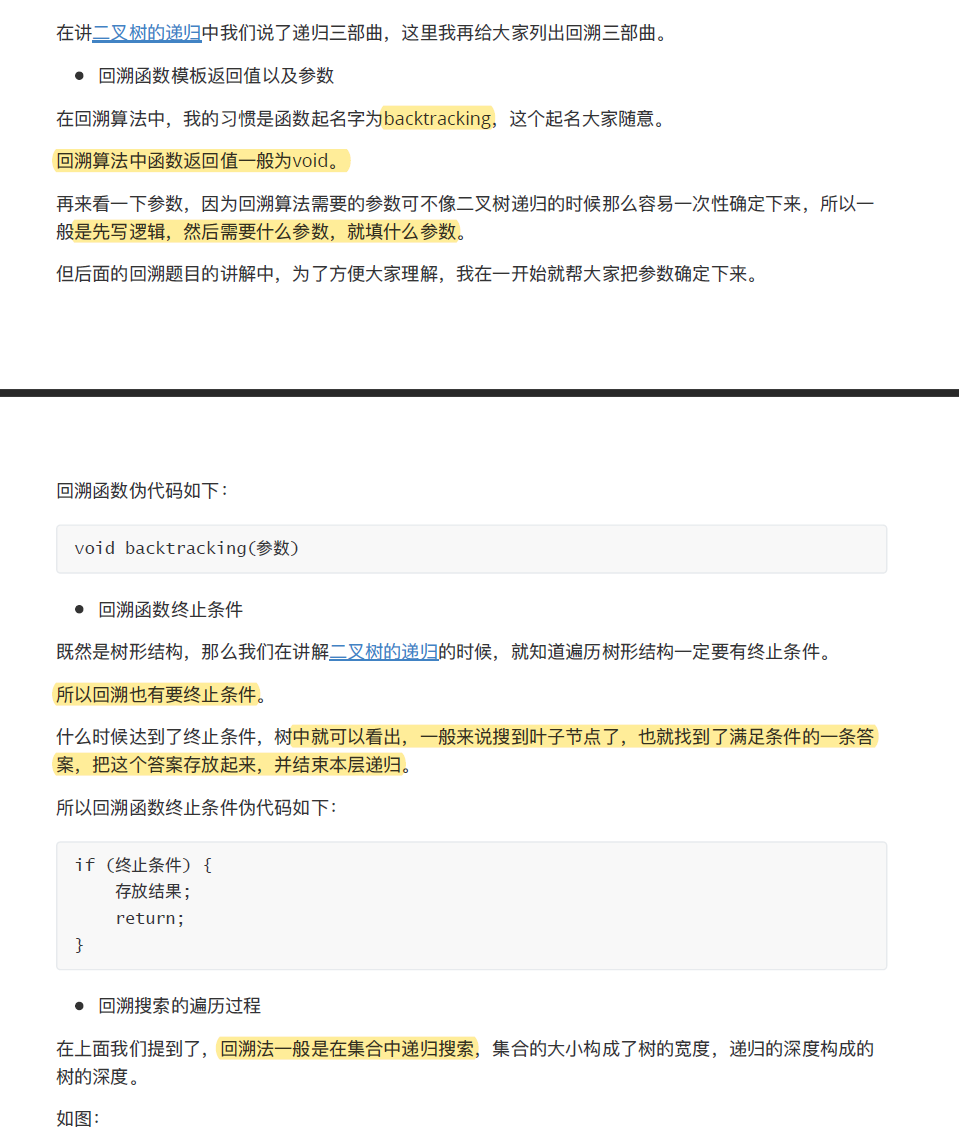 在讲二叉树的递归中我们说了递归三部曲，这里我再给大家列出回溯三部曲。
● 回溯函数模板返回值以及参数
在回溯算法中，我的习惯是函数起名字为backtracking，这个起名大家随意。
回溯算法中函数返回值一般为void。
再来看一下参数，因为回溯算法需要的参数可不像二叉树递归的时候那么容易一次性确定下来，所以一
般是先写逻辑，然后需要什么参数，就填什么参数。
但后面的回溯题目的讲解中，为了方便大家理解，我在一开始就帮大家把参数确定下来。
回溯函数伪代码如下：
void backtracking(参数)
● 回溯函数终止条件
既然是树形结构，那么我们在讲解二叉树的递归的时候，就知道遍历树形结构一定要有终止条件。
所以回溯也有要终止条件。
什么时候达到了终止条件，树中就可以看出，一般来说搜到叶子节点了，也就找到了满足条件的一条答
案，把这个答案存放起来，并结束本层递归。
所以回溯函数终止条件伪代码如下：
if (终止条件) {
    存放结果;
    return;
}
● 回溯搜索的遍历过程
在上面我们提到了，回溯法一般是在集合中递归搜索，集合的大小构成了树的宽度，递归的深度构成的
树的深度。
如图：